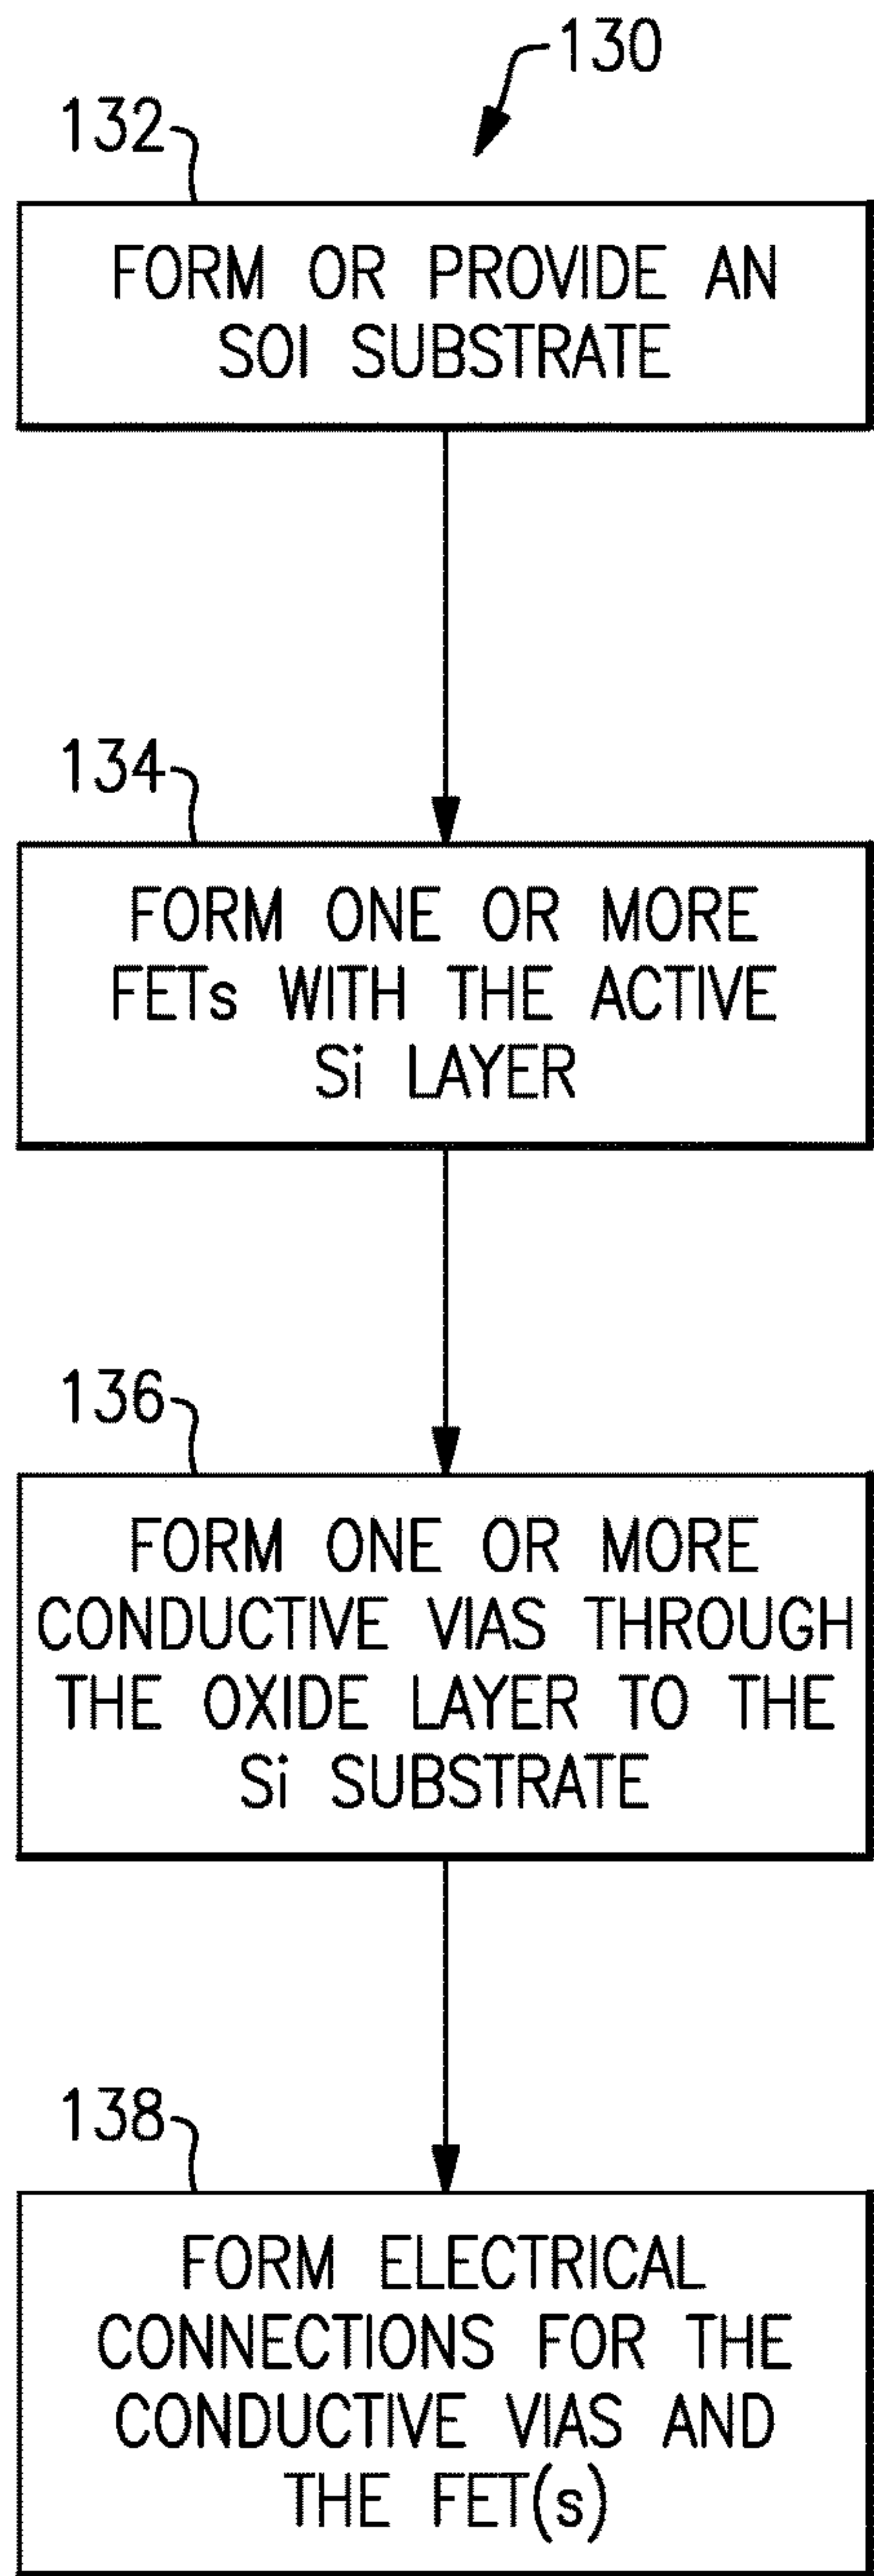 130
132
FORM OR PROVIDE AN
SOI SUBSTRATE
134
FORM ONE OR MORE
FETs WITH THE ACTIVE
Si LAYER
136
FORM ONE OR MORE
CONDUCTIVE VIAS THROUGH
THE OXIDE LAYER TO THE
Si SUBSTRATE
138
FORM ELECTRICAL
CONNECTIONS FOR THE
CONDUCTIVE VIAS AND
THE FET(s)